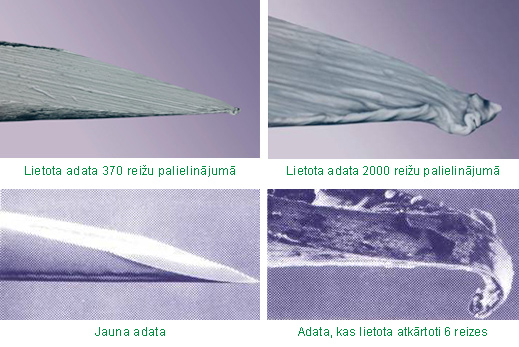 Lietota adata 370 reižu palielinājumā
Lietota adata 2000 reižu palielinājumā
Jauna adata
Adata, kas lietota atkārtoti 6 reizes